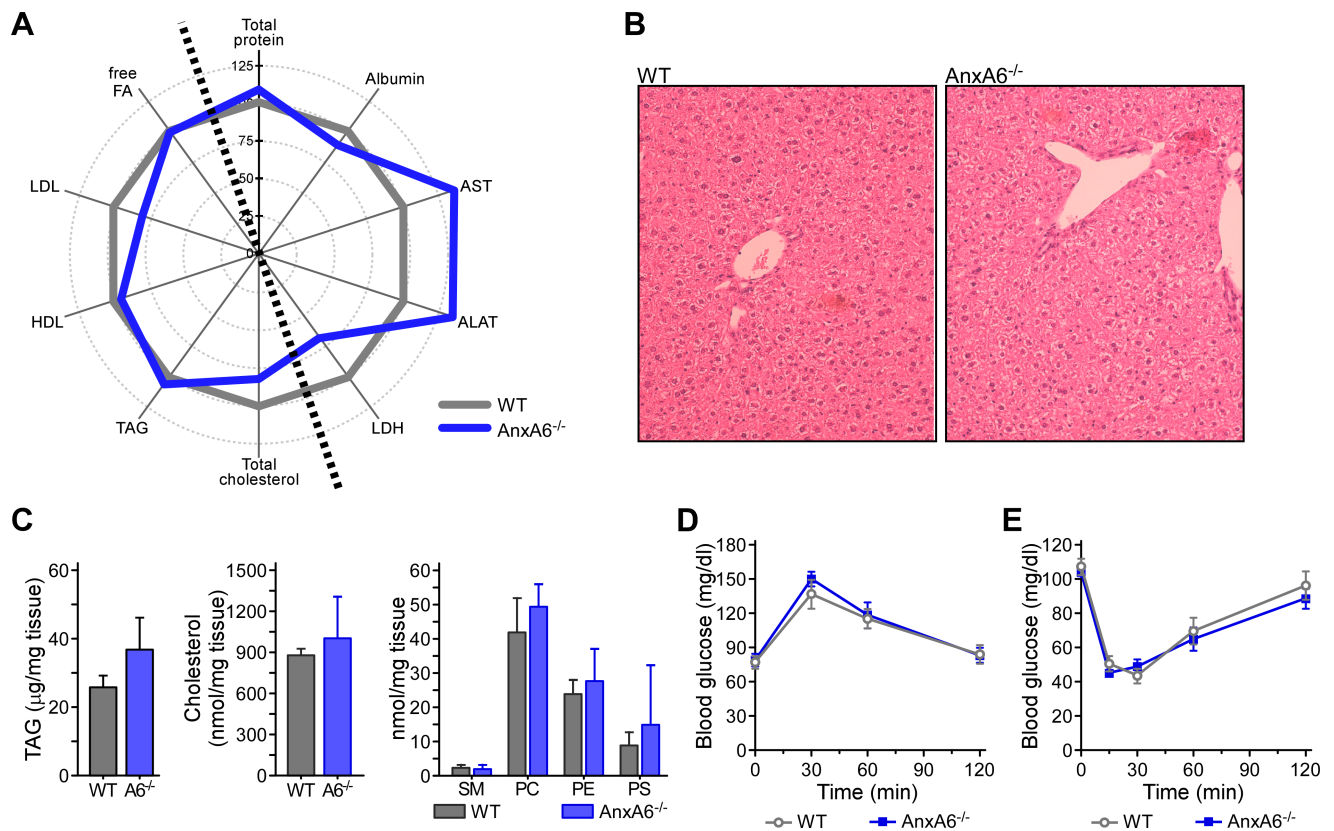 A
Total
protein
125
free
FA
Albumin
75
50
25
0
LDL
AST
HDL
ALAT
TAG
LDH
Total
cholesterol
WT
AnxA6-/-
B
WT
AnxA6-/-
C
TAG (µg/mg tissue)
60
40
20
0
WT A6-/-
Cholesterol
(nmol/mg tissue)
1500
1200
900
600
300
0
WT A6-/-
nmol/mg tissue
60
50
40
30
20
10
0
SM PC PE PS
WT AnxA6-/-
D
Blood glucose (mg/dl)
180
150
120
90
60
30
0
0 30 60 90 120
Time (min)
WT AnxA6-/-
E
Blood glucose (mg/dl)
120
100
80
60
40
20
0
0 30 60 90 120
Time (min)
WT AnxA6-/-